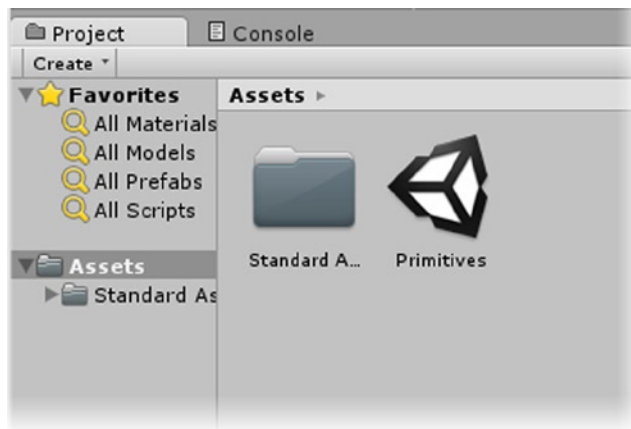 Project
Console
Create
Favorites
All Materials
All Models
All Prefabs
All Scripts
Assets
Standard As
Assets
Standard A...
Primitives